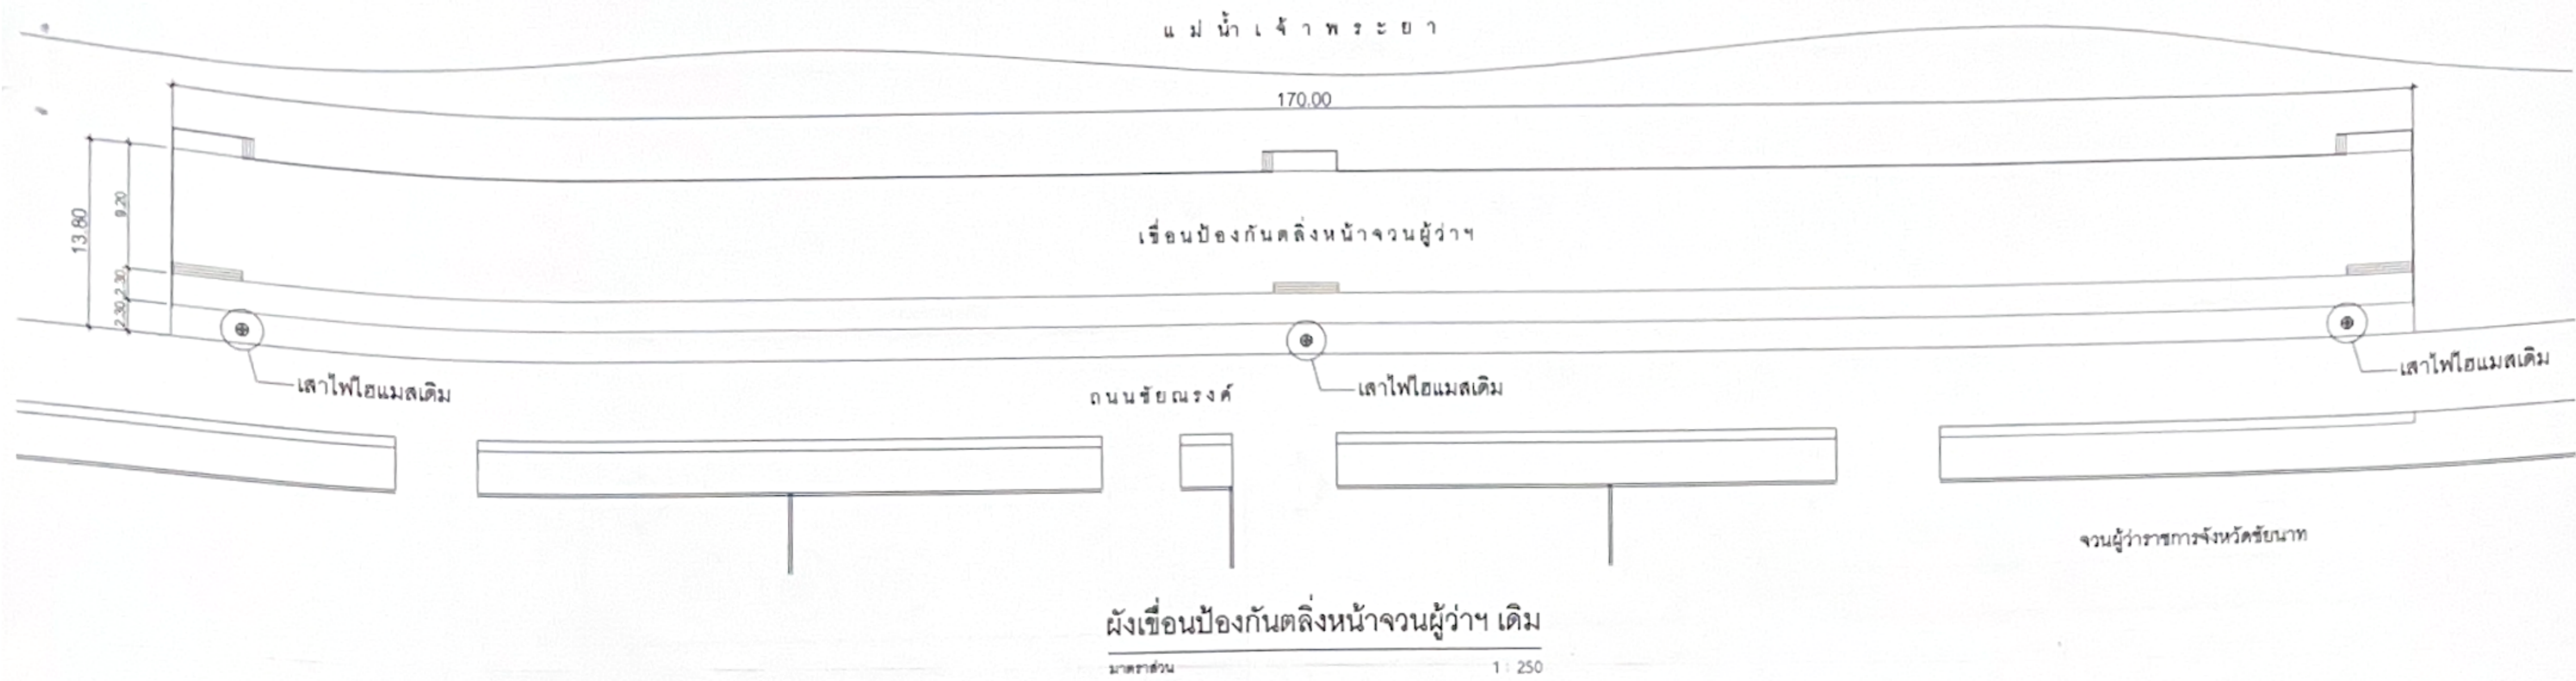 แม่น้ำเจ้าพระยา
170.00
13.80
9.20
2.30
2.30
เขื่อนป้องกันตลิ่งหน้าจวนผู้ว่าฯ
เสาไฟไฮแมสเดิม
เสาไฟไฮแมสเดิม
เสาไฟไฮแมสเดิม
ถนนชัยณรงค์
จวนผู้ว่าราชการจังหวัดชัยนาท
ผังเขื่อนป้องกันตลิ่งหน้าจวนผู้ว่าฯ เดิม
มาตราส่วน 1 : 250